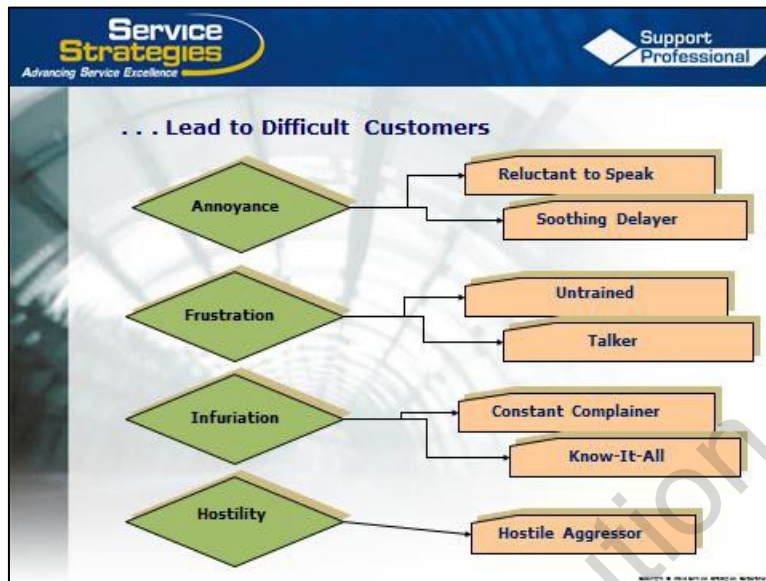 Service
Strategies
Advancing Service Excellence
Support
Professional
. . . Lead to Difficult Customers
Annoyance
Reluctant to Speak
Soothing Delayer
Frustration
Untrained
Talker
Infuriation
Constant Complainer
Know-It-All
Hostility
Hostile Aggressor